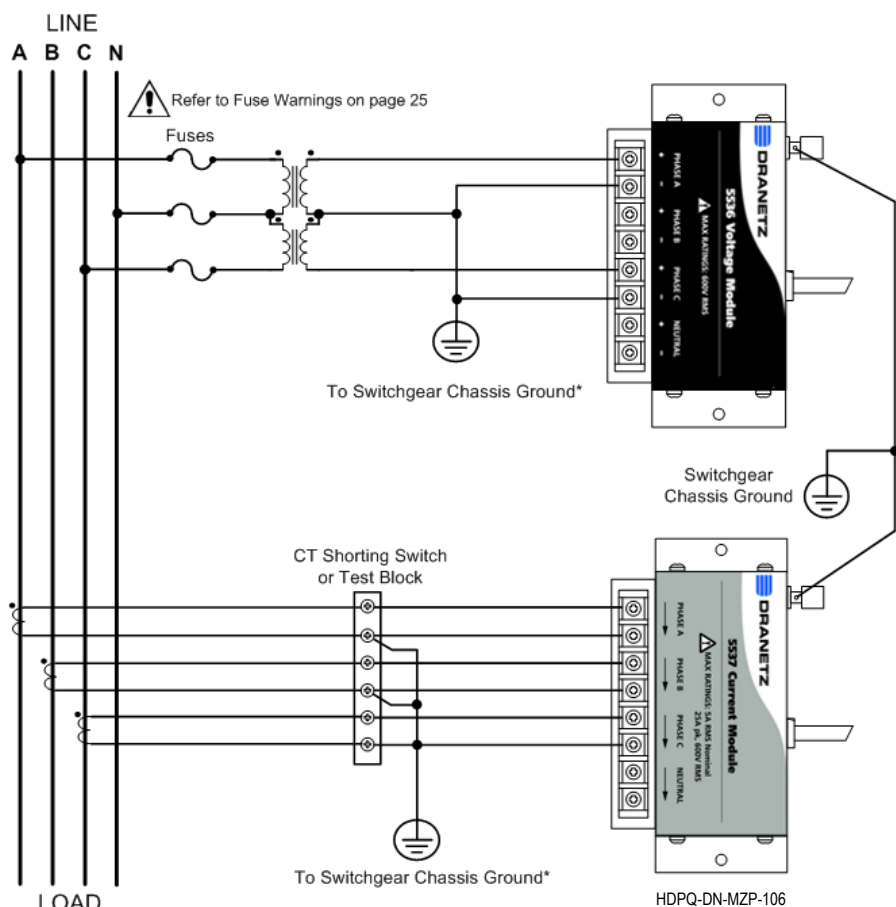 LINE
A B C N
Refer to Fuse Warnings on page 25
Fuses
+ PHASE A -
+ PHASE B -
+ PHASE C -
+ NEUTRAL -
5536 Voltage Module
MAX RATINGS: 600V RMS
DRANETZ
To Switchgear Chassis Ground*
Switchgear
Chassis Ground
CT Shorting Switch
or Test Block
PHASE A
PHASE B
PHASE C
NEUTRAL
5537 Current Module
MAX RATINGS: 5A RMS Nominal
25A pk, 600V RMS
DRANETZ
To Switchgear Chassis Ground*
LOAD
HDPQ-DN-MZP-106